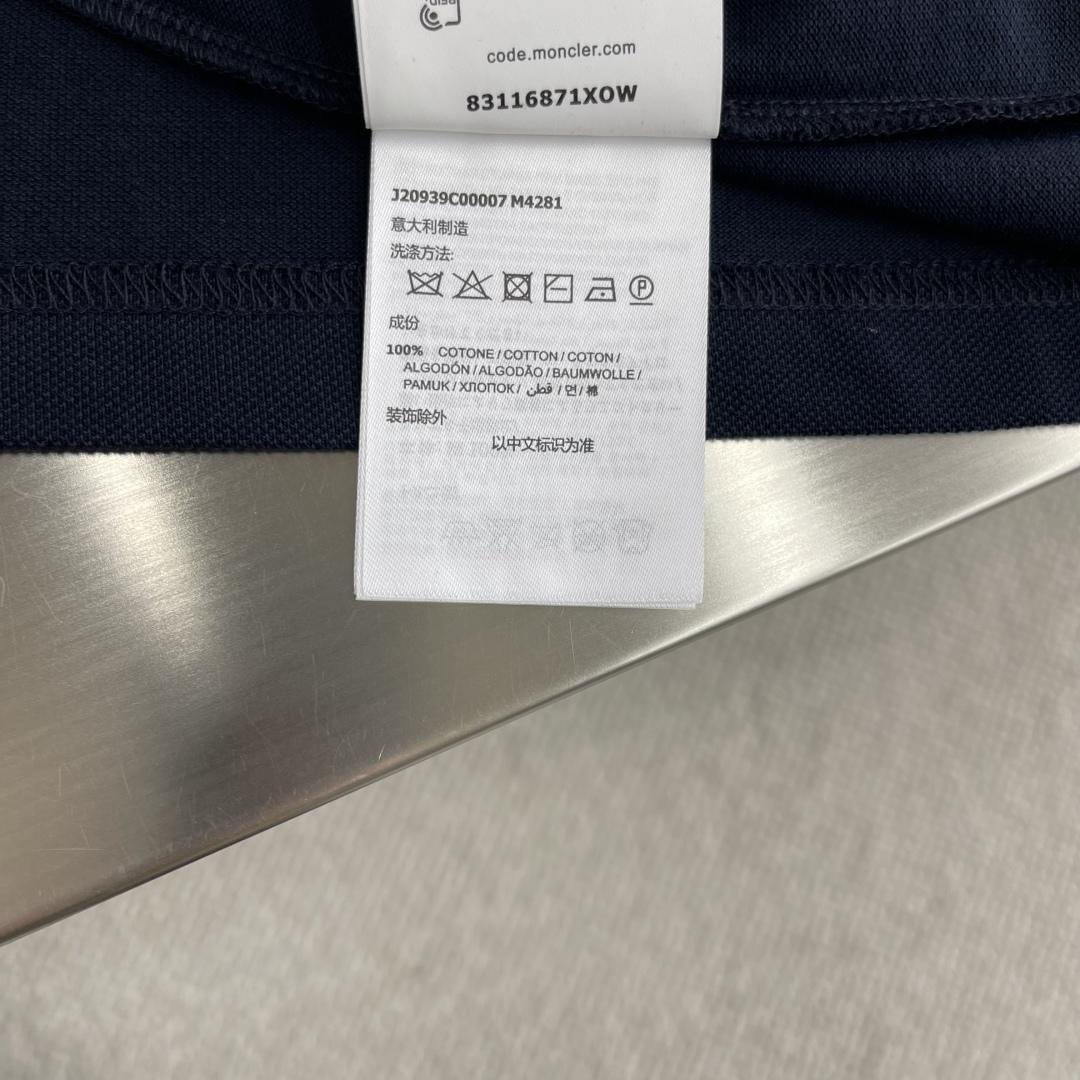 code.moncler.com
83116871XOW
J20939C00007 M4281
意大利制造
洗涤方法:
P
成份
100% COTONE / COTTON / COTON /
ALGODÓN / ALGODÃO / BAUMWOLLE /
PAMUK / ХЛОПОК / قطن / 면 / 棉
装饰除外
以中文标识为准